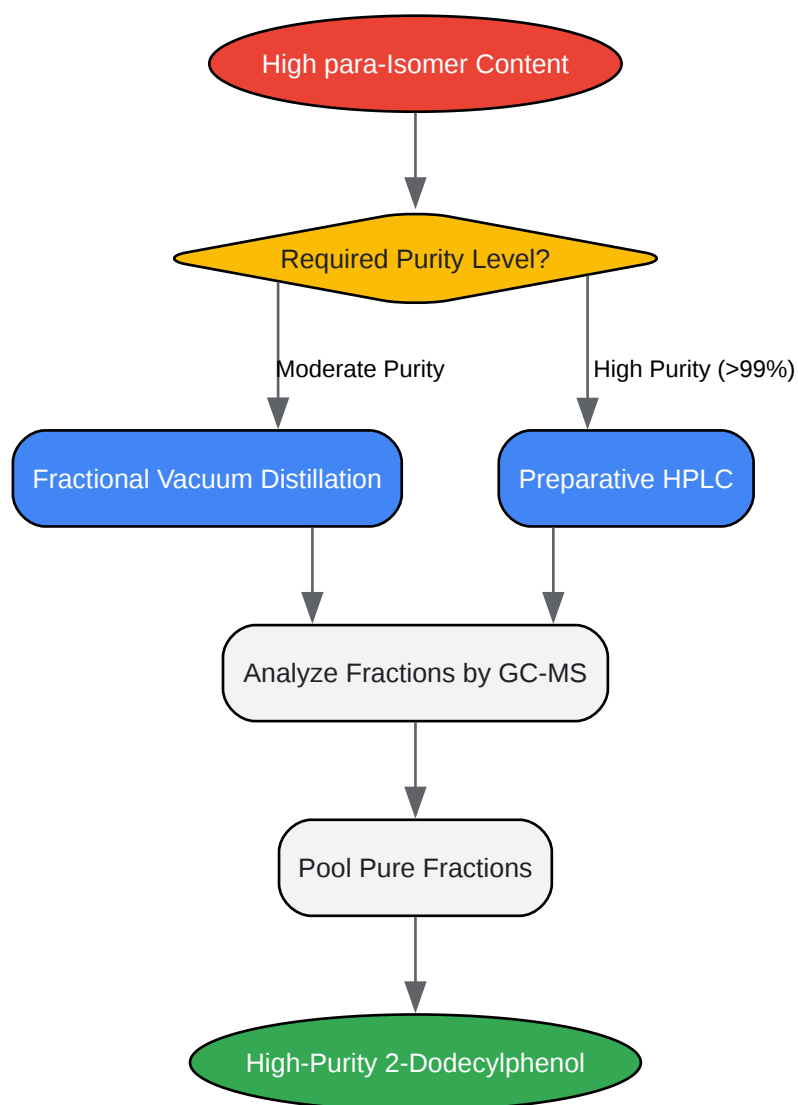 High para-Isomer Content
Required Purity Level?
Moderate Purity
High Purity (>99%)
Fractional Vacuum Distillation
Preparative HPLC
Analyze Fractions by GC-MS
Pool Pure Fractions
High-Purity 2-Dodecylphenol